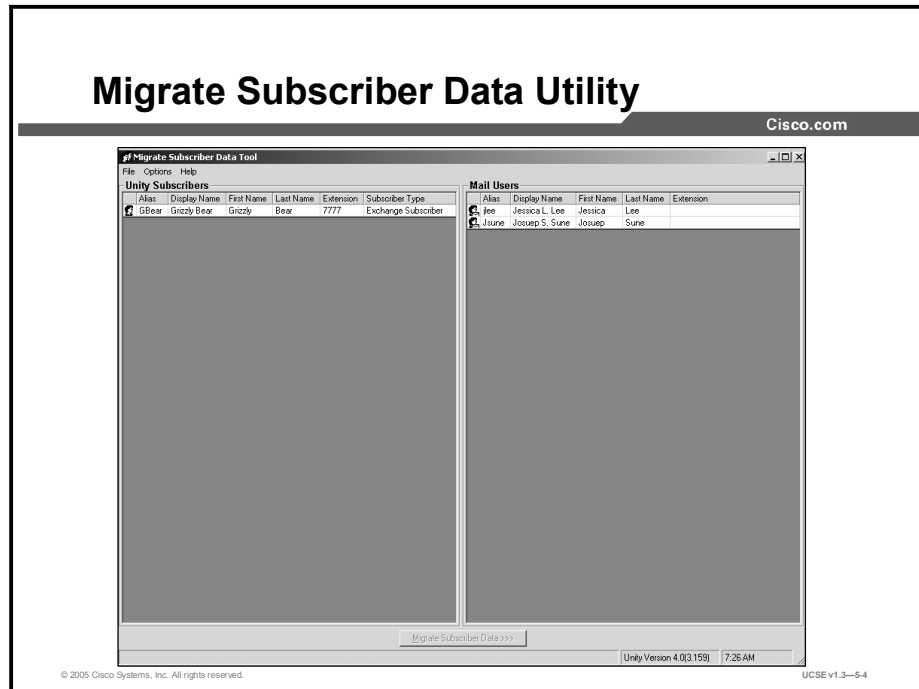 Migrate Subscriber Data Utility
Cisco.com
Migrate Subscriber Data Tool
File Options Help
Unity Subscribers
Alias Display Name First Name Last Name Extension Subscriber Type
GBear Grizzly Bear Grizzly Bear 7777 Exchange Subscriber
Mail Users
Alias Display Name First Name Last Name Extension
jlee Jessica L. Lee Jessica Lee
Jsune Josuep S. Sune Josuep Sune
Migrate Subscriber Data >>>
Unity Version 4.0(3.159) 7:26 AM
© 2005 Cisco Systems, Inc. All rights reserved.
UCSE v1.3—5-4